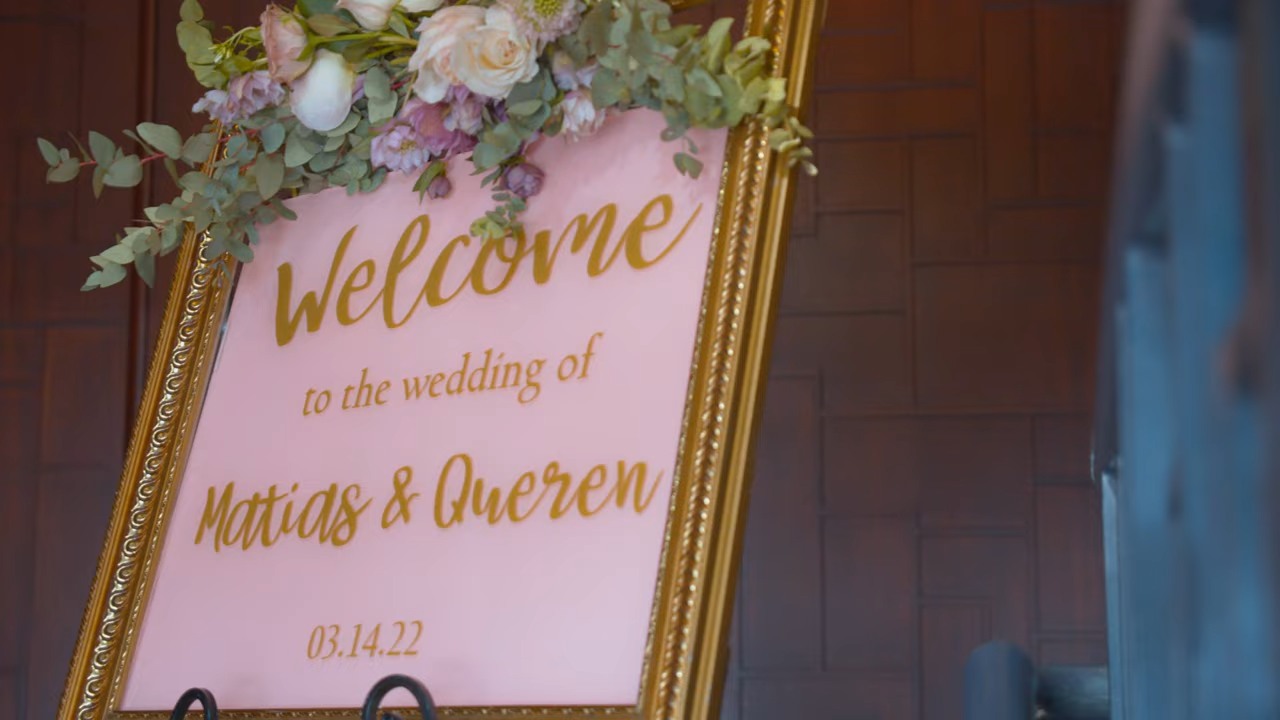 Welcome
to the wedding of
Matias & Queren
03.14.22